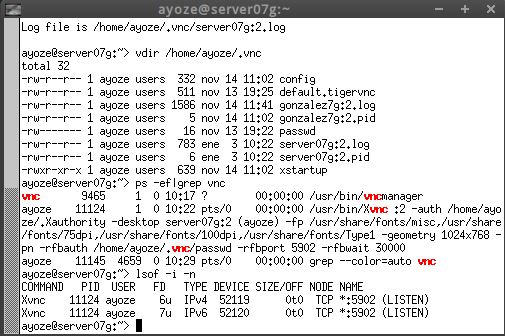 ayoze@server07g:~
Log file is /home/ayoze/.vnc/server07g:2.log
ayoze@server07g:~> vdir /home/ayoze/.vnc
total 32
-rw-r--r-- 1 ayoze users  332 nov 14 11:02 config
-rw-r--r-- 1 ayoze users  511 nov 13 19:25 default.tigervnc
-rw-r--r-- 1 ayoze users 1586 nov 14 11:41 gonzalez7g:2.log
-rw-r--r-- 1 ayoze users    5 nov 14 11:02 gonzalez7g:2.pid
-rw------- 1 ayoze users   16 nov 13 19:22 passwd
-rw-r--r-- 1 ayoze users  783 ene  3 10:22 server07g:2.log
-rw-r--r-- 1 ayoze users    6 ene  3 10:22 server07g:2.pid
-rwxr-xr-x 1 ayoze users  639 nov 14 11:02 xstartup
ayoze@server07g:~> ps -ef|grep vnc
vnc       9465     1  0 10:17 ?        00:00:00 /usr/bin/vncmanager
ayoze    11124     1  0 10:22 pts/0    00:00:00 /usr/bin/Xvnc :2 -auth /home/ayo
ze/.Xauthority -desktop server07g:2 (ayoze) -fp /usr/share/fonts/misc,/usr/share
/fonts/75dpi,/usr/share/fonts/100dpi,/usr/share/fonts/Type1 -geometry 1024x768 -
pn -rfbauth /home/ayoze/.vnc/passwd -rfbport 5902 -rfbwait 30000
ayoze    11145  4659  0 10:29 pts/0    00:00:00 grep --color=auto vnc
ayoze@server07g:~> lsof -i -n
COMMAND   PID  USER   FD   TYPE DEVICE SIZE/OFF NODE NAME
Xvnc    11124 ayoze    6u  IPv4  52119      0t0  TCP *:5902 (LISTEN)
Xvnc    11124 ayoze    7u  IPv6  52120      0t0  TCP *:5902 (LISTEN)
ayoze@server07g:~>